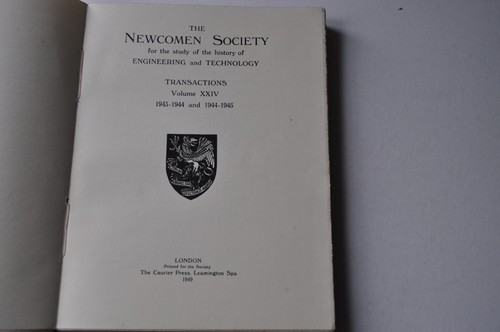 THE
NEWCOMEN SOCIETY
for the study of the history of
ENGINEERING and TECHNOLOGY
TRANSACTIONS
Volume XXIV
1943-1944 and 1944-1945
LONDON
Printed for the Society
The Courier Press, Leamington Spa
1949